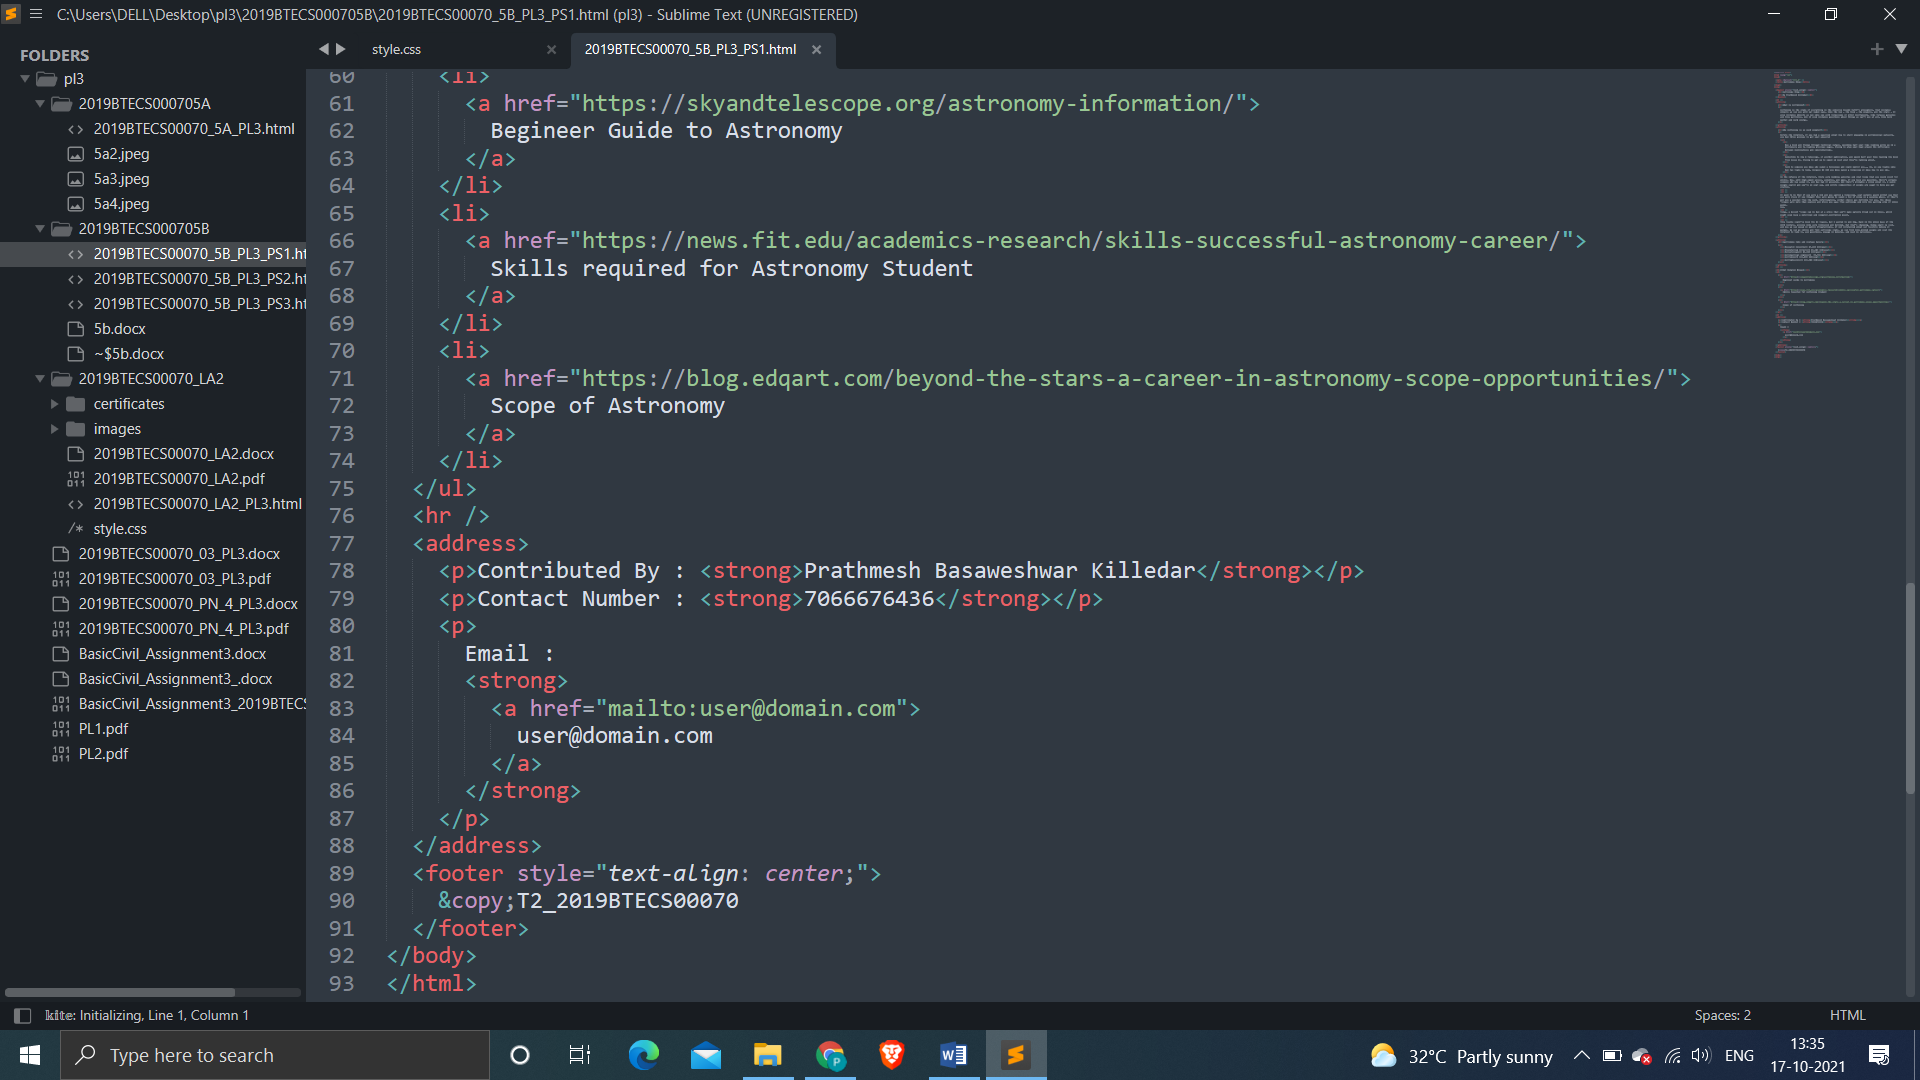 C:\Users\DELL\Desktop\pl3\2019BTECS000705B\2019BTECS00070_5B_PL3_PS1.html (pl3) - Sublime Text (UNREGISTERED)
FOLDERS
pl3
2019BTECS000705A
2019BTECS00070_5A_PL3.html
5a2.jpeg
5a3.jpeg
5a4.jpeg
2019BTECS000705B
2019BTECS00070_5B_PL3_PS1.ht
2019BTECS00070_5B_PL3_PS2.ht
2019BTECS00070_5B_PL3_PS3.ht
5b.docx
~$5b.docx
2019BTECS00070_LA2
certificates
images
2019BTECS00070_LA2.docx
2019BTECS00070_LA2.pdf
2019BTECS00070_LA2_PL3.html
style.css
2019BTECS00070_03_PL3.docx
2019BTECS00070_03_PL3.pdf
2019BTECS00070_PN_4_PL3.docx
2019BTECS00070_PN_4_PL3.pdf
BasicCivil_Assignment3.docx
BasicCivil_Assignment3_.docx
BasicCivil_Assignment3_2019BTECS
PL1.pdf
PL2.pdf
style.css
2019BTECS00070_5B_PL3_PS1.html
60 <li>
61 <a href="https://skyandtelescope.org/astronomy-information/">
62 Begineer Guide to Astronomy
63 </a>
64 </li>
65 <li>
66 <a href="https://news.fit.edu/academics-research/skills-successful-astronomy-career/">
67 Skills required for Astronomy Student
68 </a>
69 </li>
70 <li>
71 <a href="https://blog.edqart.com/beyond-the-stars-a-career-in-astronomy-scope-opportunities/">
72 Scope of Astronomy
73 </a>
74 </li>
75 </ul>
76 <hr />
77 <address>
78 <p>Contributed By : <strong>Prathmesh Basaweshwar Killedar</strong></p>
79 <p>Contact Number : <strong>7066676436</strong></p>
80 <p>
81 Email :
82 <strong>
83 <a href="mailto:user@domain.com">
84 user@domain.com
85 </a>
86 </strong>
87 </p>
88 </address>
89 <footer style="text-align: center;">
90 &copy;T2_2019BTECS00070
91 </footer>
92 </body>
93 </html>
kite: Initializing, Line 1, Column 1
Spaces: 2
HTML
Type here to search
32°C Partly sunny
ENG
13:35
17-10-2021